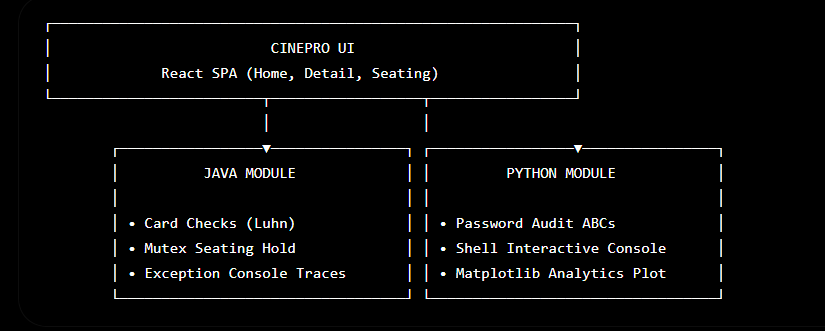 CINEPRO UI
React SPA (Home, Detail, Seating)
JAVA MODULE
• Card Checks (Luhn)
• Mutex Seating Hold
• Exception Console Traces
PYTHON MODULE
• Password Audit ABCs
• Shell Interactive Console
• Matplotlib Analytics Plot